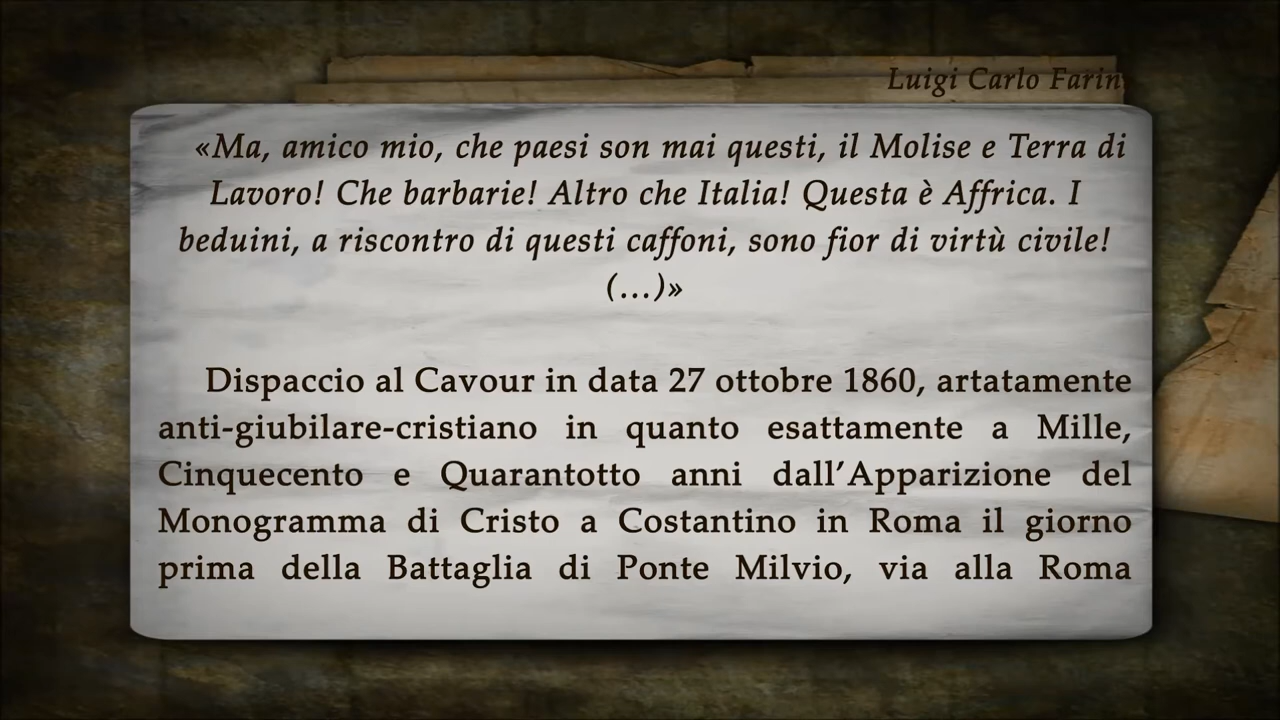 Luigi Carlo Farin
«Ma, amico mio, che paesi son mai questi, il Molise e Terra di
Lavoro! Che barbarie! Altro che Italia! Questa è Affrica. I
beduini, a riscontro di questi caffoni, sono fior di virtù civile!
(...)»
Dispaccio al Cavour in data 27 ottobre 1860, artatamente
anti-giubilare-cristiano in quanto esattamente a Mille,
Cinquecento e Quarantotto anni dall’Apparizione del
Monogramma di Cristo a Costantino in Roma il giorno
prima della Battaglia di Ponte Milvio, via alla Roma